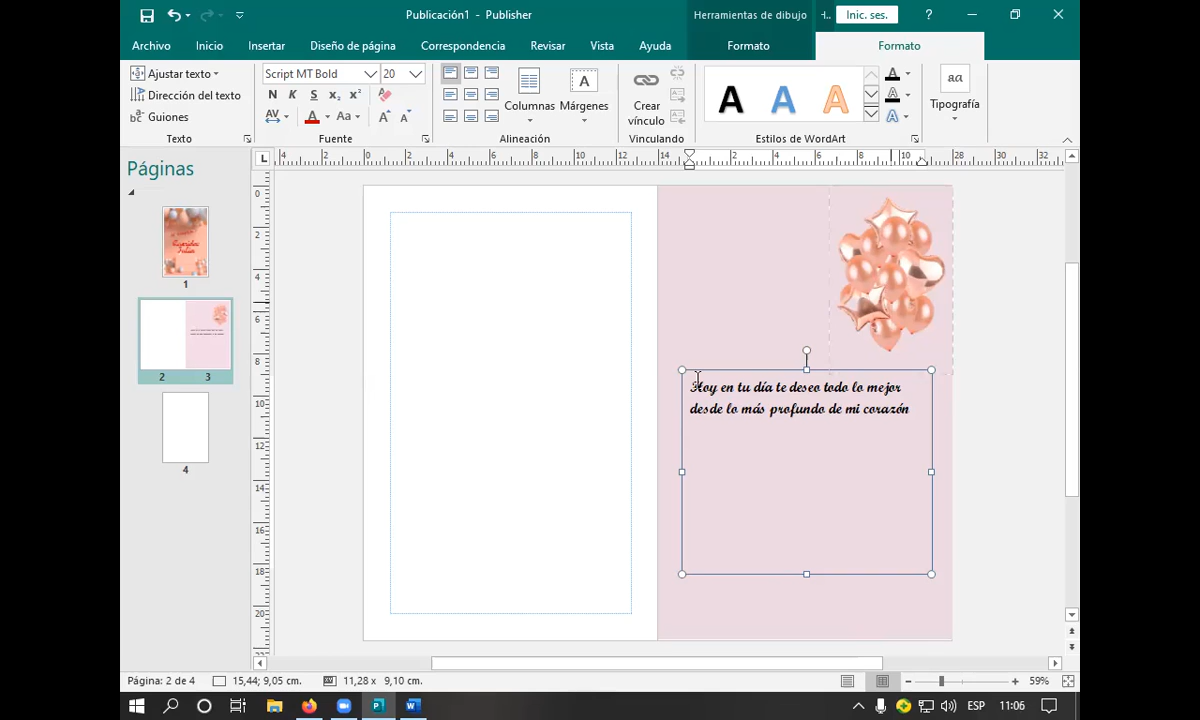 Publicación1 - Publisher
Herramientas de dibujo
H..
Inic. ses.
?
Archivo
Inicio
Insertar
Diseño de página
Correspondencia
Revisar
Vista
Ayuda
Formato
Formato
Ajustar texto
Dirección del texto
Guiones
Texto
Script MT Bold
20
N K S x₂ x²
AV A Aa A A
Fuente
Columnas
Márgenes
Alineación
Crear vínculo
Vinculando
A A A
Estilos de WordArt
Tipografía
Páginas
1
2 3
4
Hoy en tu día te deseo todo lo mejor
desde lo más profundo de mi corazón
Página: 2 de 4
15,44; 9,05 cm.
11,28 x 9,10 cm.
59%
ESP
11:06